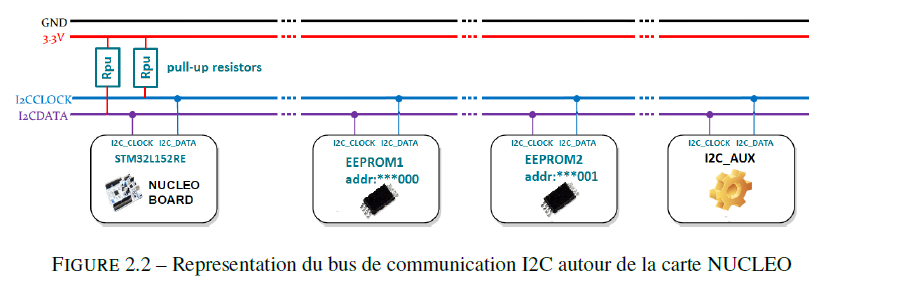 GND
3.3V
Rpu
Rpu
pull-up resistors
I2CCLOCK
I2CDATA
I2C_CLOCK I2C_DATA
STM32L152RE
NUCLEO
BOARD
I2C_CLOCK I2C_DATA
EEPROM1
addr:***000
I2C_CLOCK I2C_DATA
EEPROM2
addr:***001
I2C_CLOCK I2C_DATA
I2C_AUX
FIGURE 2.2 – Representation du bus de communication I2C autour de la carte NUCLEO